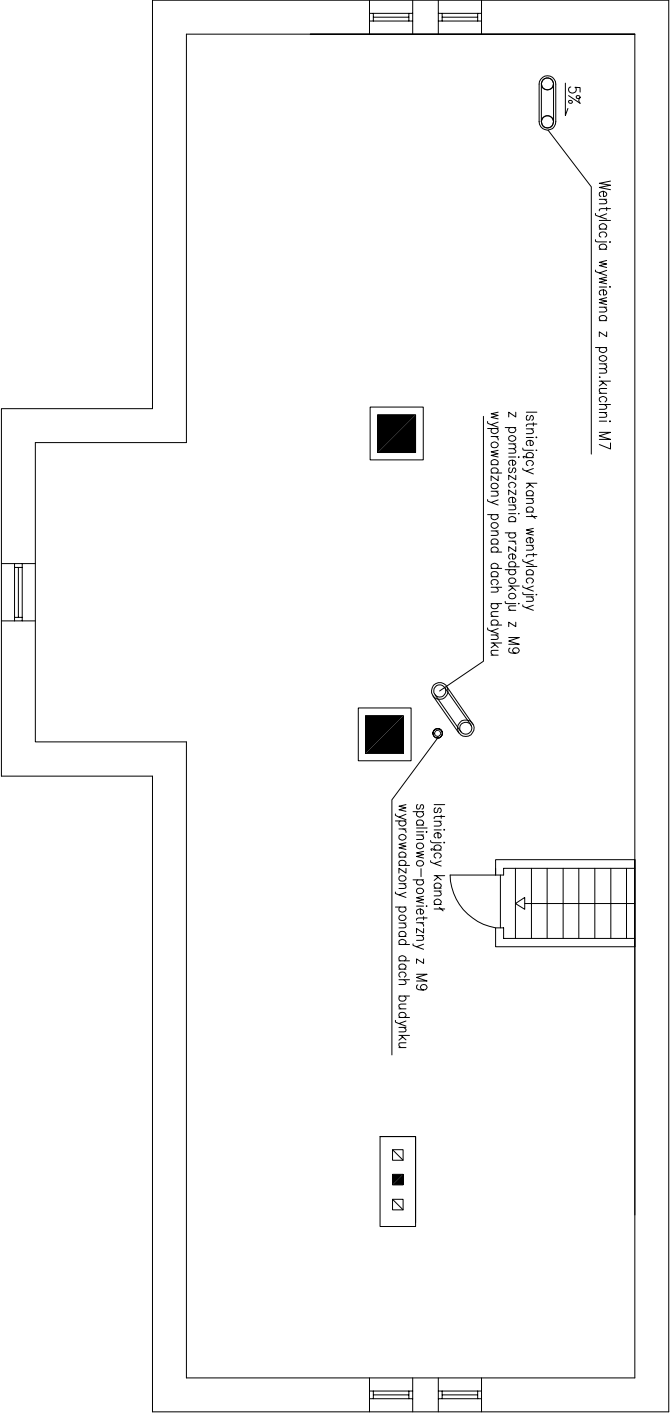 5%
Wentylacja wywiewna z pom.kuchni M7
Istniejący kanał wentylacyjny
z pomieszczenia przedpokoju z M9
wyprowadzony ponad dach budynku
Istniejący kanał
spalinowo-powietrzny z M9
wyprowadzony ponad dach budynku